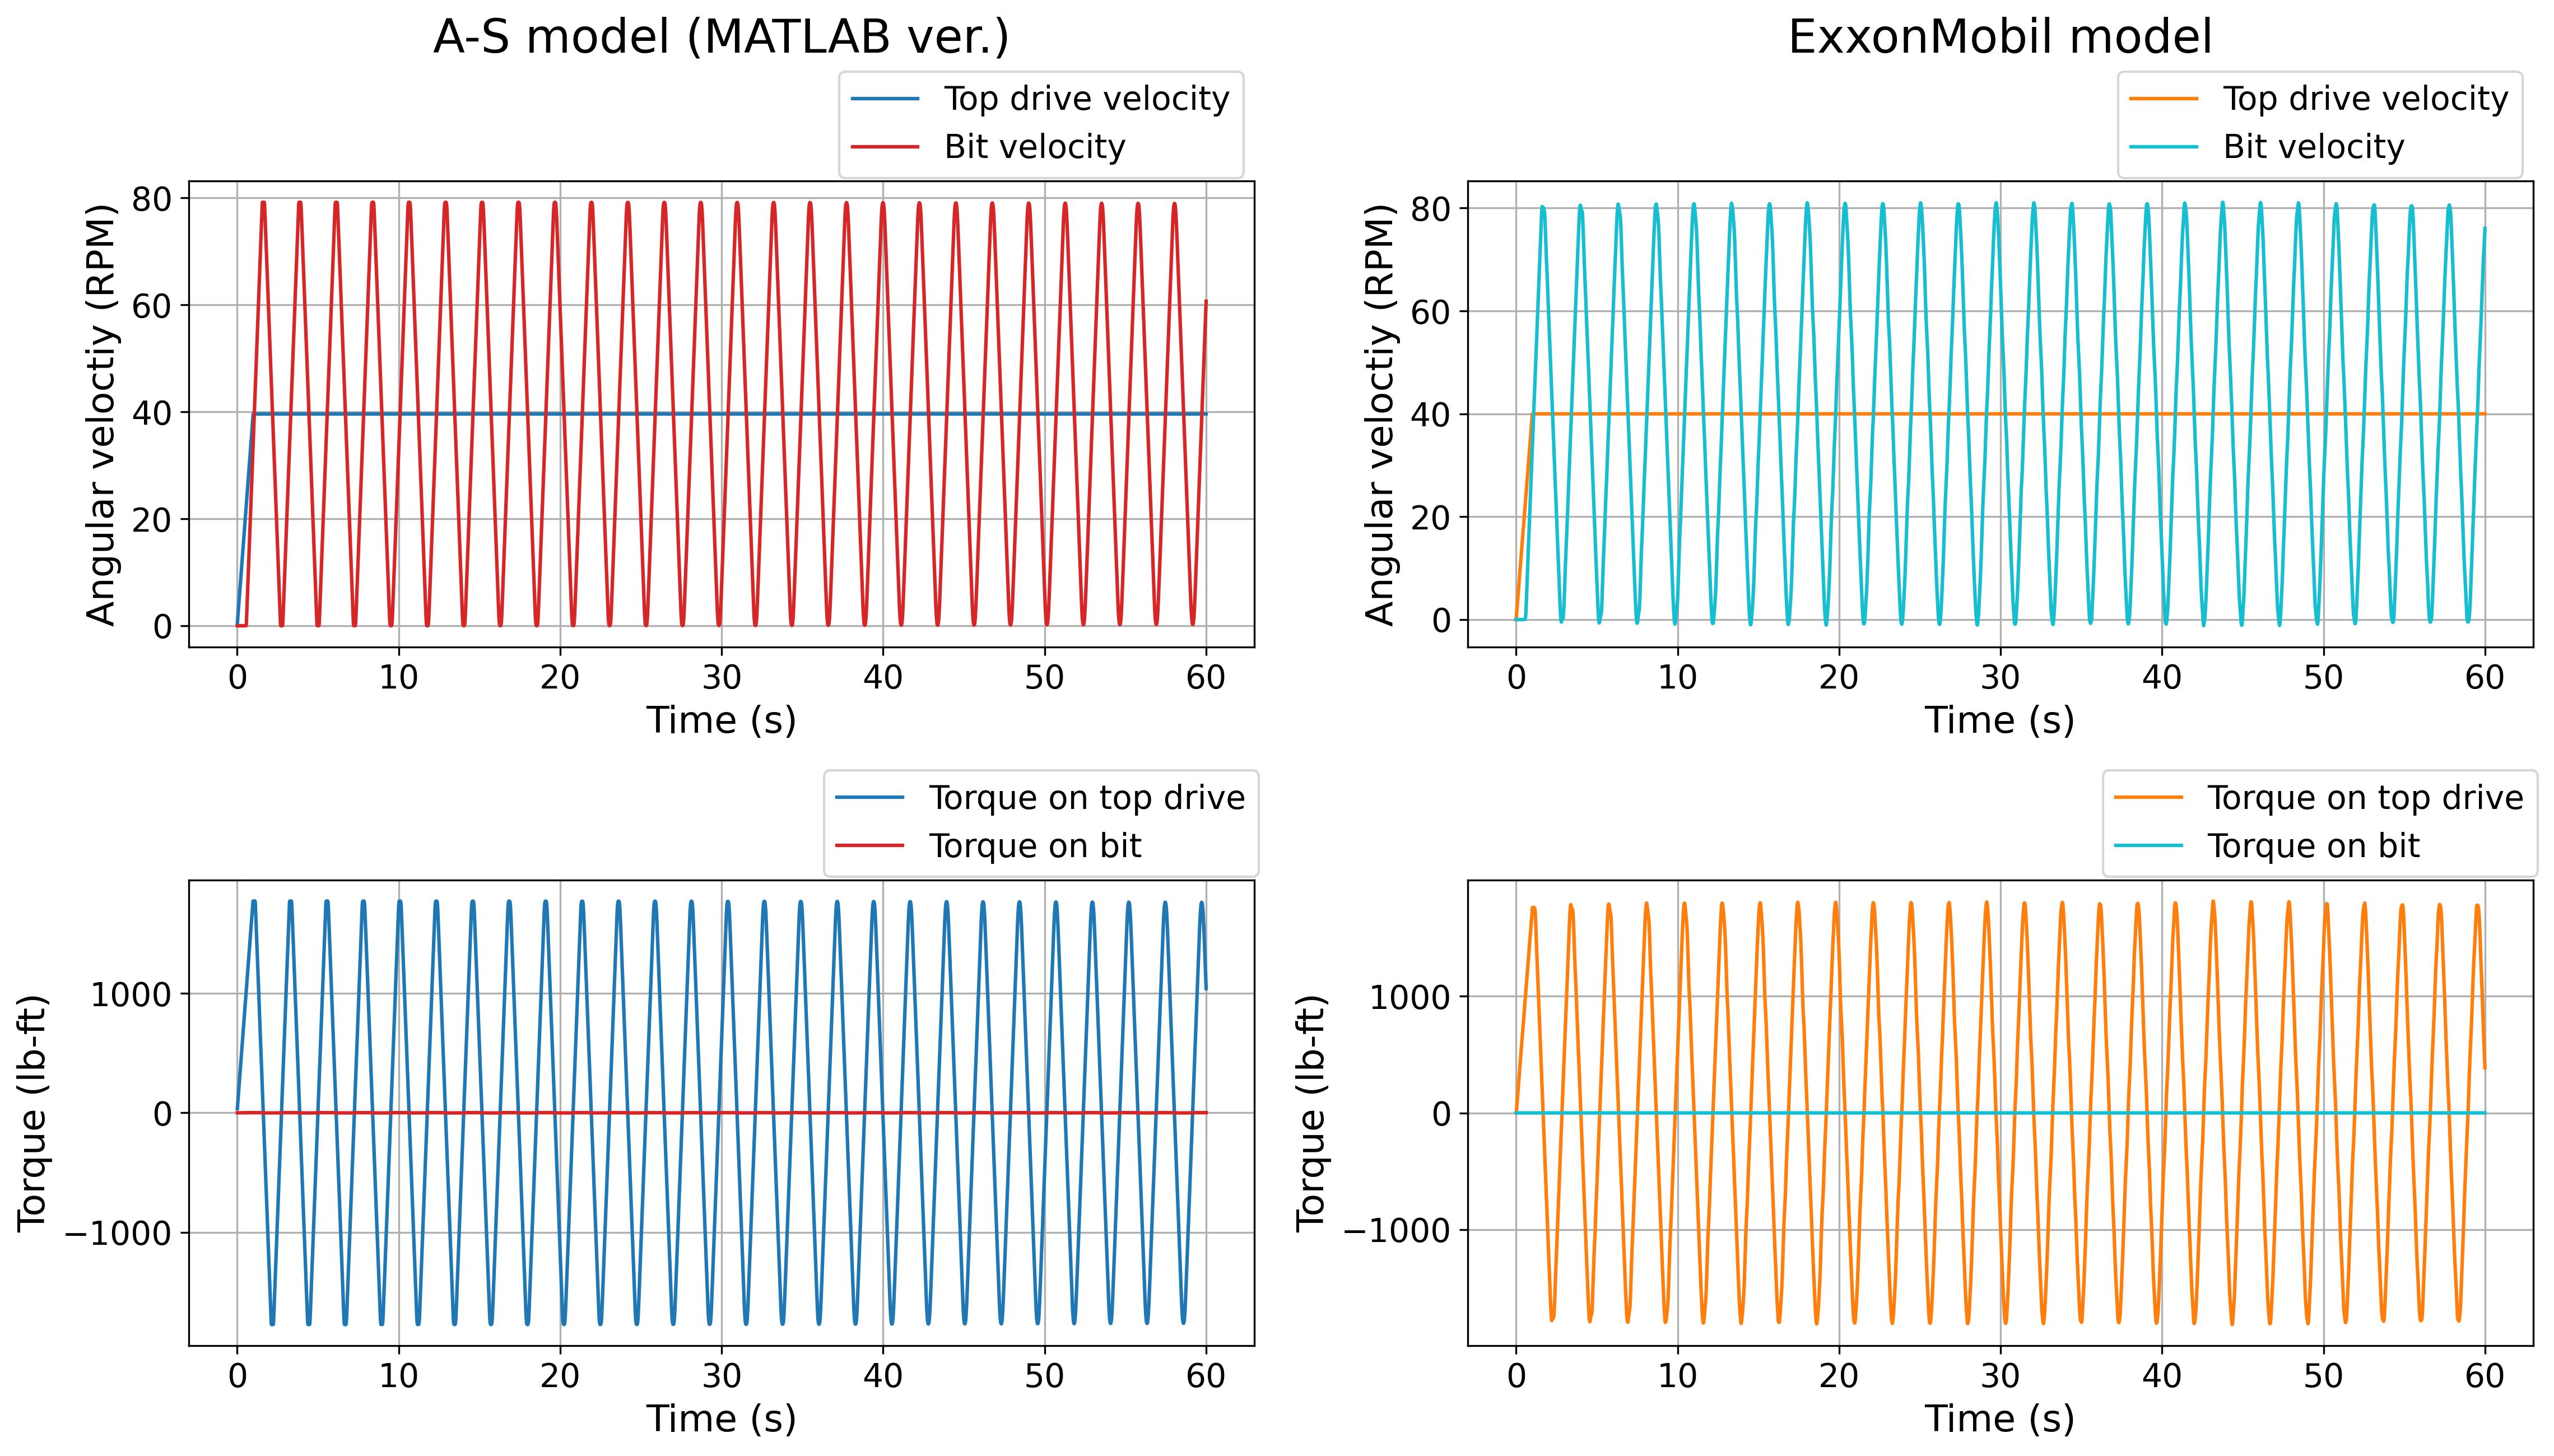 A-S model (MATLAB ver.)
Top drive velocity
Bit velocity
Angular veloctiy (RPM)
80
60
40
20
0
0 10 20 30 40 50 60
Time (s)
ExxonMobil model
Top drive velocity
Bit velocity
Angular veloctiy (RPM)
80
60
40
20
0
0 10 20 30 40 50 60
Time (s)
Torque on top drive
Torque on bit
Torque (lb-ft)
1000
0
−1000
0 10 20 30 40 50 60
Time (s)
Torque on top drive
Torque on bit
Torque (lb-ft)
1000
0
−1000
0 10 20 30 40 50 60
Time (s)